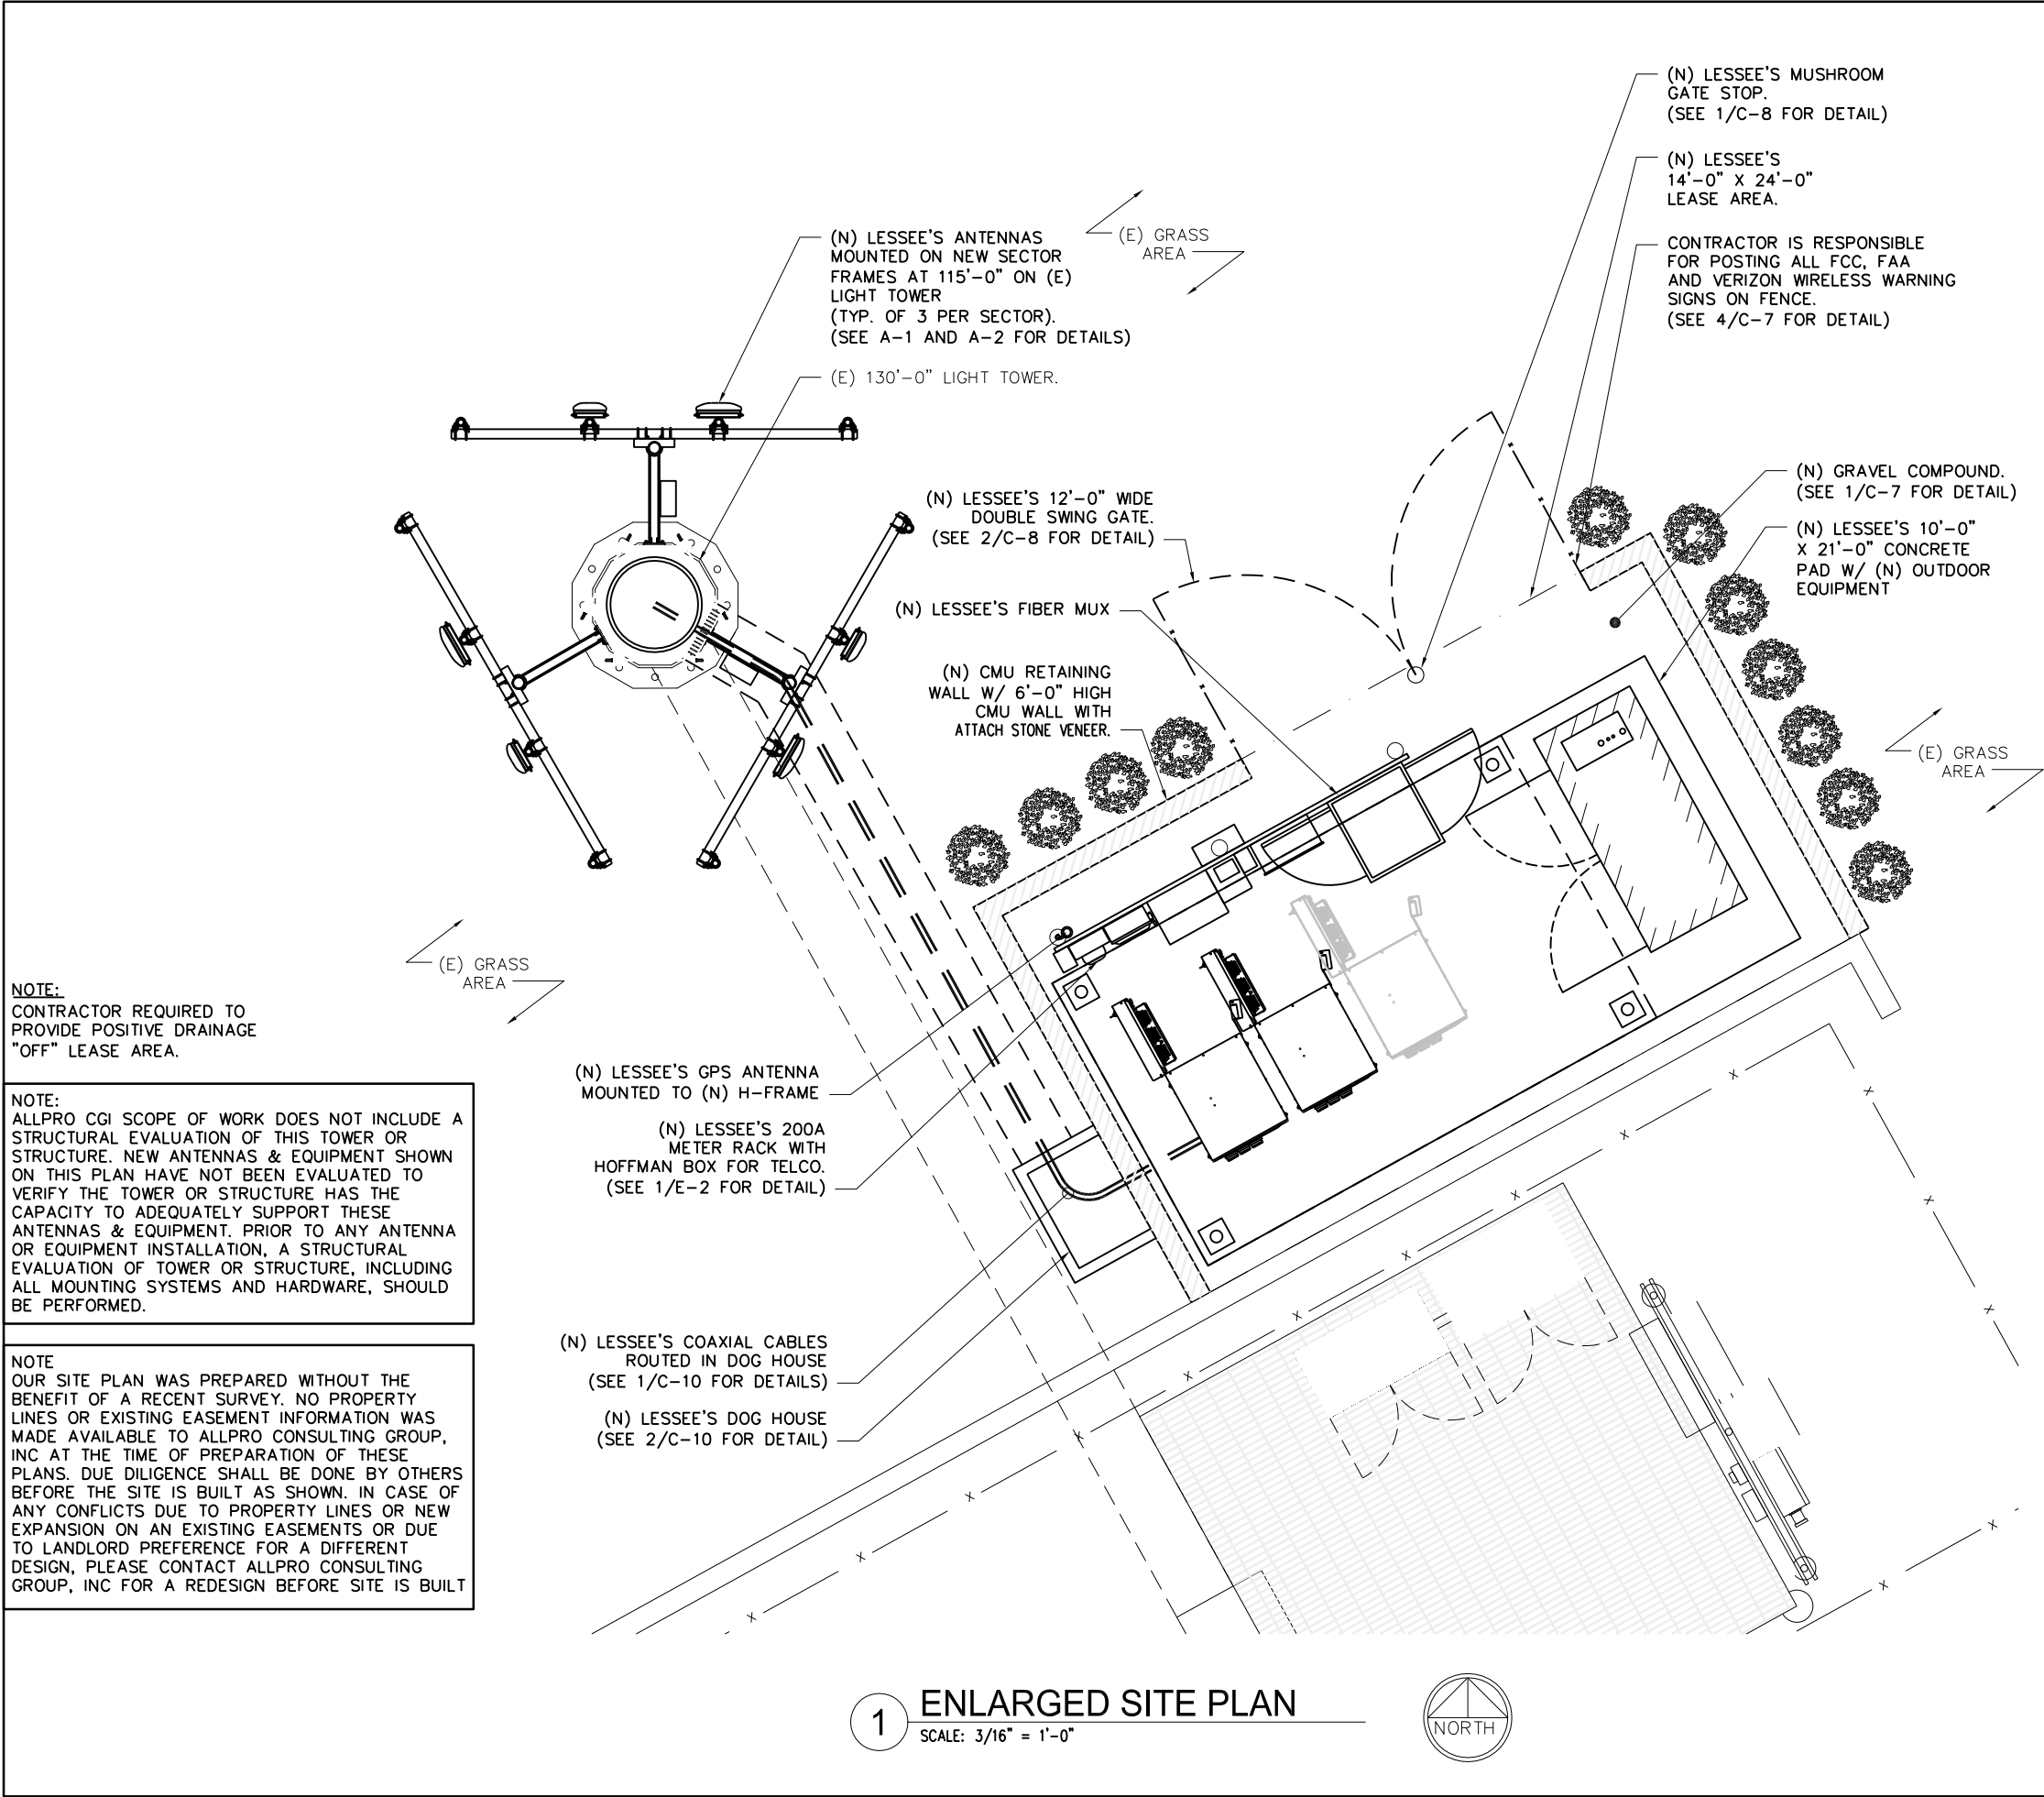 (N) LESSEE'S MUSHROOM
GATE STOP.
(SEE 1/C-8 FOR DETAIL)
(N) LESSEE'S
14'-0" X 24'-0"
LEASE AREA.
CONTRACTOR IS RESPONSIBLE
FOR POSTING ALL FCC, FAA
AND VERIZON WIRELESS WARNING
SIGNS ON FENCE.
(SEE 4/C-7 FOR DETAIL)
(N) LESSEE'S ANTENNAS
MOUNTED ON NEW SECTOR
FRAMES AT 115'-0" ON (E)
LIGHT TOWER
(TYP. OF 3 PER SECTOR).
(SEE A-1 AND A-2 FOR DETAILS)
(E) GRASS
AREA
(E) 130'-0" LIGHT TOWER.
(N) GRAVEL COMPOUND.
(SEE 1/C-7 FOR DETAIL)
(N) LESSEE'S 10'-0"
X 21'-0" CONCRETE
PAD W/ (N) OUTDOOR
EQUIPMENT
(N) LESSEE'S 12'-0" WIDE
DOUBLE SWING GATE.
(SEE 2/C-8 FOR DETAIL)
(N) LESSEE'S FIBER MUX
(N) CMU RETAINING
WALL W/ 6'-0" HIGH
CMU WALL WITH
ATTACH STONE VENEER.
(E) GRASS
AREA
(E) GRASS
AREA
NOTE:
CONTRACTOR REQUIRED TO
PROVIDE POSITIVE DRAINAGE
"OFF" LEASE AREA.
NOTE:
ALLPRO CGI SCOPE OF WORK DOES NOT INCLUDE A
STRUCTURAL EVALUATION OF THIS TOWER OR
STRUCTURE. NEW ANTENNAS & EQUIPMENT SHOWN
ON THIS PLAN HAVE NOT BEEN EVALUATED TO
VERIFY THE TOWER OR STRUCTURE HAS THE
CAPACITY TO ADEQUATELY SUPPORT THESE
ANTENNAS & EQUIPMENT. PRIOR TO ANY ANTENNA
OR EQUIPMENT INSTALLATION, A STRUCTURAL
EVALUATION OF TOWER OR STRUCTURE, INCLUDING
ALL MOUNTING SYSTEMS AND HARDWARE, SHOULD
BE PERFORMED.
NOTE
OUR SITE PLAN WAS PREPARED WITHOUT THE
BENEFIT OF A RECENT SURVEY. NO PROPERTY
LINES OR EXISTING EASEMENT INFORMATION WAS
MADE AVAILABLE TO ALLPRO CONSULTING GROUP,
INC AT THE TIME OF PREPARATION OF THESE
PLANS. DUE DILIGENCE SHALL BE DONE BY OTHERS
BEFORE THE SITE IS BUILT AS SHOWN. IN CASE OF
ANY CONFLICTS DUE TO PROPERTY LINES OR NEW
EXPANSION ON AN EXISTING EASEMENTS OR DUE
TO LANDLORD PREFERENCE FOR A DIFFERENT
DESIGN, PLEASE CONTACT ALLPRO CONSULTING
GROUP, INC FOR A REDESIGN BEFORE SITE IS BUILT
(N) LESSEE'S GPS ANTENNA
MOUNTED TO (N) H-FRAME
(N) LESSEE'S 200A
METER RACK WITH
HOFFMAN BOX FOR TELCO.
(SEE 1/E-2 FOR DETAIL)
(N) LESSEE'S COAXIAL CABLES
ROUTED IN DOG HOUSE
(SEE 1/C-10 FOR DETAILS)
(N) LESSEE'S DOG HOUSE
(SEE 2/C-10 FOR DETAIL)
1
ENLARGED SITE PLAN
SCALE: 3/16" = 1'-0"
NORTH